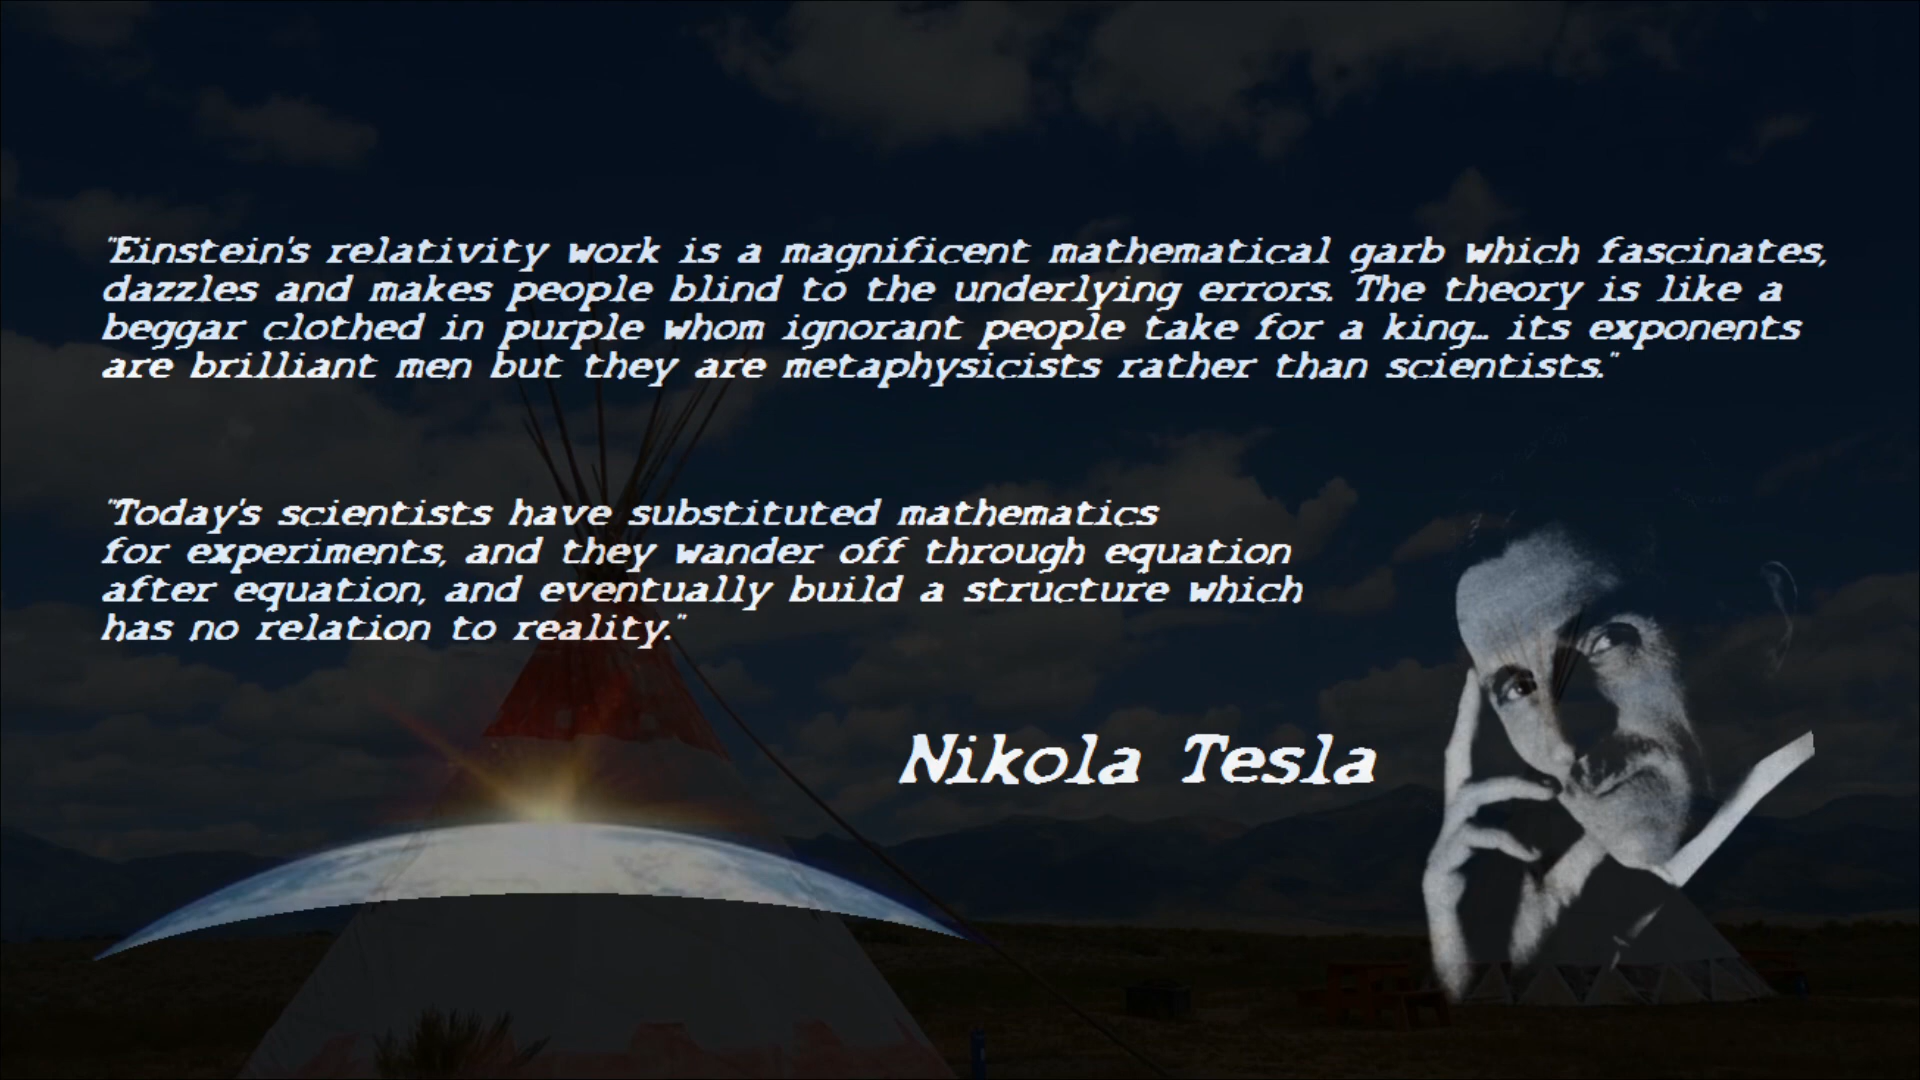 "Einstein's relativity work is a magnificent mathematical garb which fascinates,
dazzles and makes people blind to the underlying errors. The theory is like a
beggar clothed in purple whom ignorant people take for a king... its exponents
are brilliant men but they are metaphysicists rather than scientists."
"Today's scientists have substituted mathematics
for experiments, and they wander off through equation
after equation, and eventually build a structure which
has no relation to reality."
Nikola Tesla